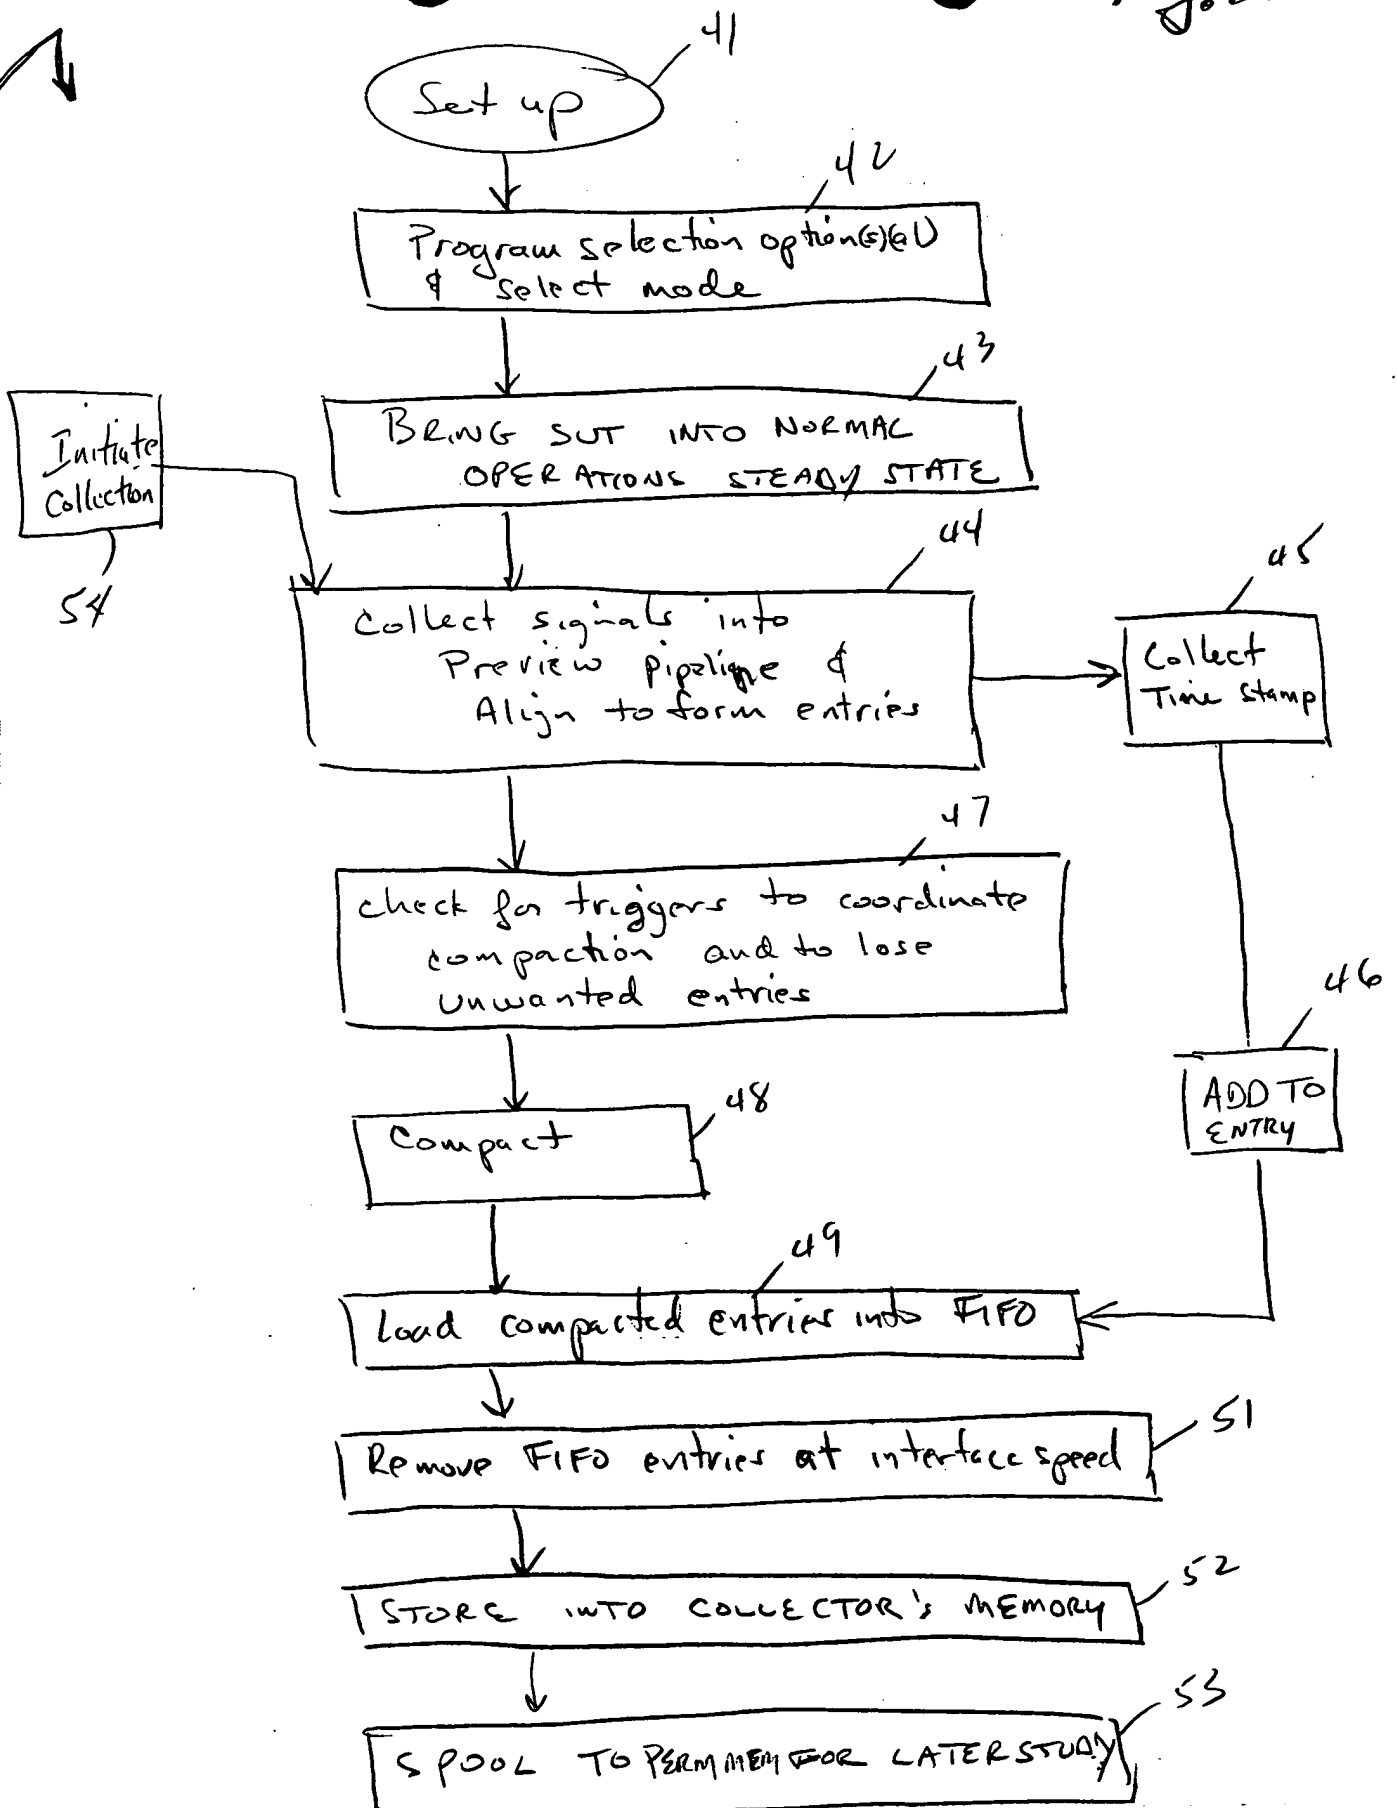 41
Set up
42
Program selection option(s)
& select mode
43
BRING SUT INTO NORMAL
OPERATIONS STEADY STATE
Initiate
Collection
54
44
Collect signals into
Preview pipeline &
Align to form entries
45
Collect
Time Stamp
47
check for triggers to coordinate
compaction and to lose
unwanted entries
46
ADD TO
ENTRY
48
Compact
49
Load compacted entries into FIFO
51
Remove FIFO entries at interface speed
52
STORE INTO COLLECTOR'S MEMORY
53
SPOOL TO PERM MEM FOR LATER STUDY